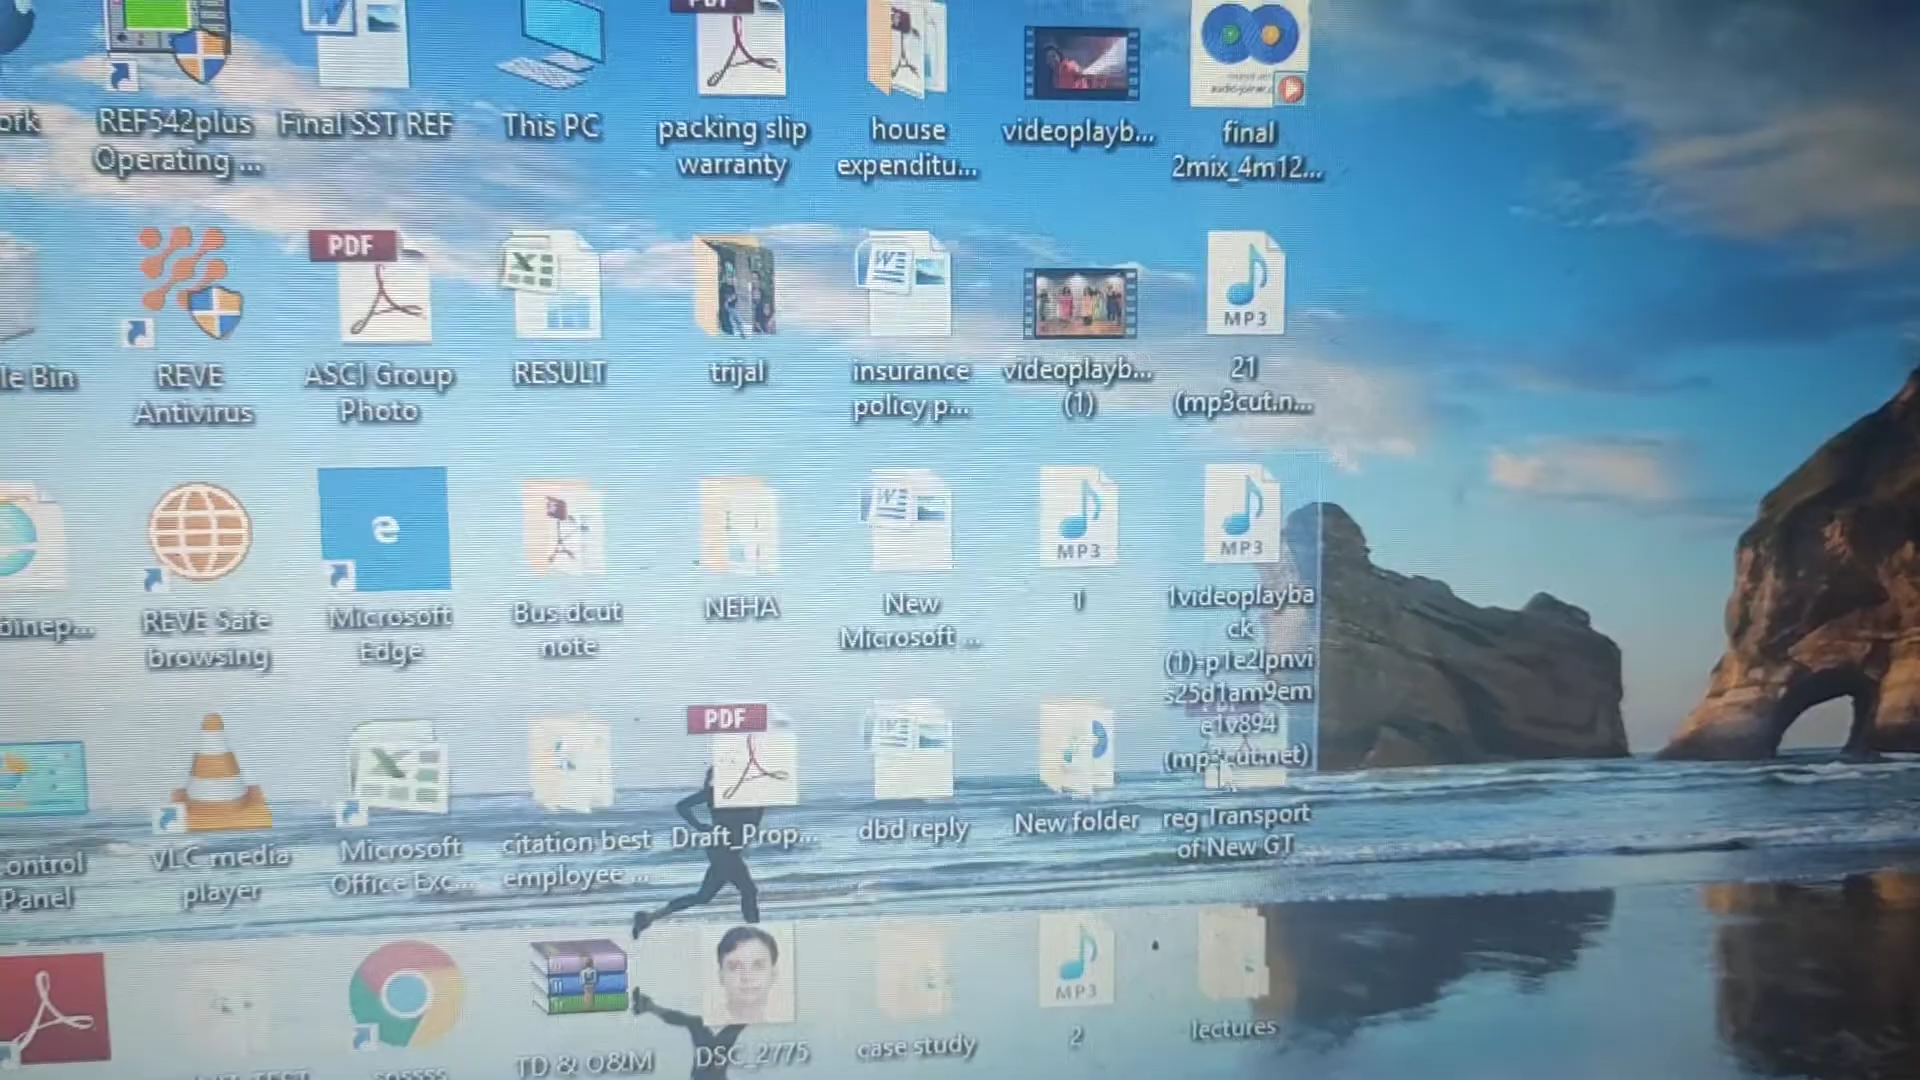 ork
REF542plus
Operating ...
Final SST REF
This PC
PDF
packing slip
warranty
house
expenditu...
videoplayb...
final
2mix_4m12...
le Bin
REVE
Antivirus
PDF
ASCI Group
Photo
RESULT
trijal
insurance
policy p...
videoplayb...
(1)
MP3
21
(mp3cut.n...
REVE Safe
browsing
e
Microsoft
Edge
Bus dcut
note
NEHA
New
Microsoft ...
MP3
1
MP3
1videoplayba
ck
(1)-p1e2lpnvi
s25d1am9em
e1v894
(mp3cut.net)
ontrol
Panel
VLC media
player
Microsoft
Office Exc...
citation best
employee ...
PDF
Draft_Prop...
dbd reply
New folder
reg Transport
of New GT
TD & O&M
DSC_2775
case study
MP3
2
lectures